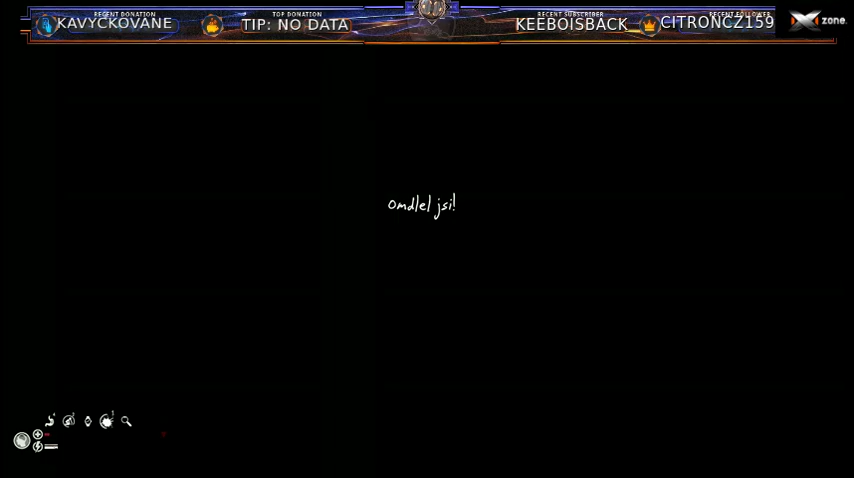 RECENT DONATION
KAVYCKOVANE
TOP DONATION
TIP: NO DATA
RECENT SUBSCRIBER
KEEBOISBACK
RECENT FOLLOWER
CITRONCZ159
zone.
Omdlel jsi!